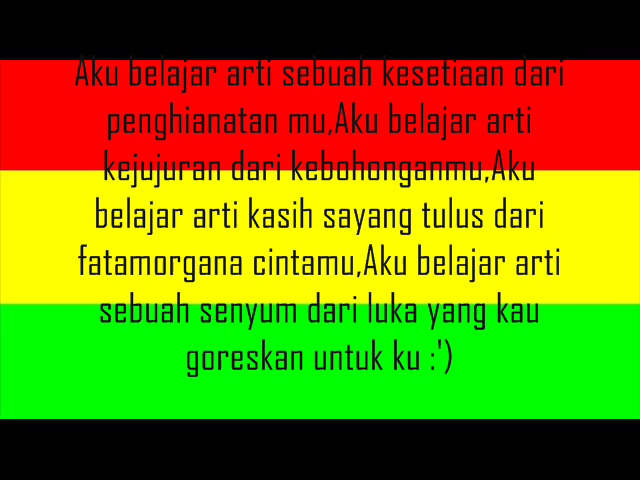 Aku belajar arti sebuah kesetiaan dari
penghianatan mu,Aku belajar arti
kejujuran dari kebohonganmu,Aku
belajar arti kasih sayang tulus dari
fatamorgana cintamu,Aku belajar arti
sebuah senyum dari luka yang kau
goreskan untuk ku :')